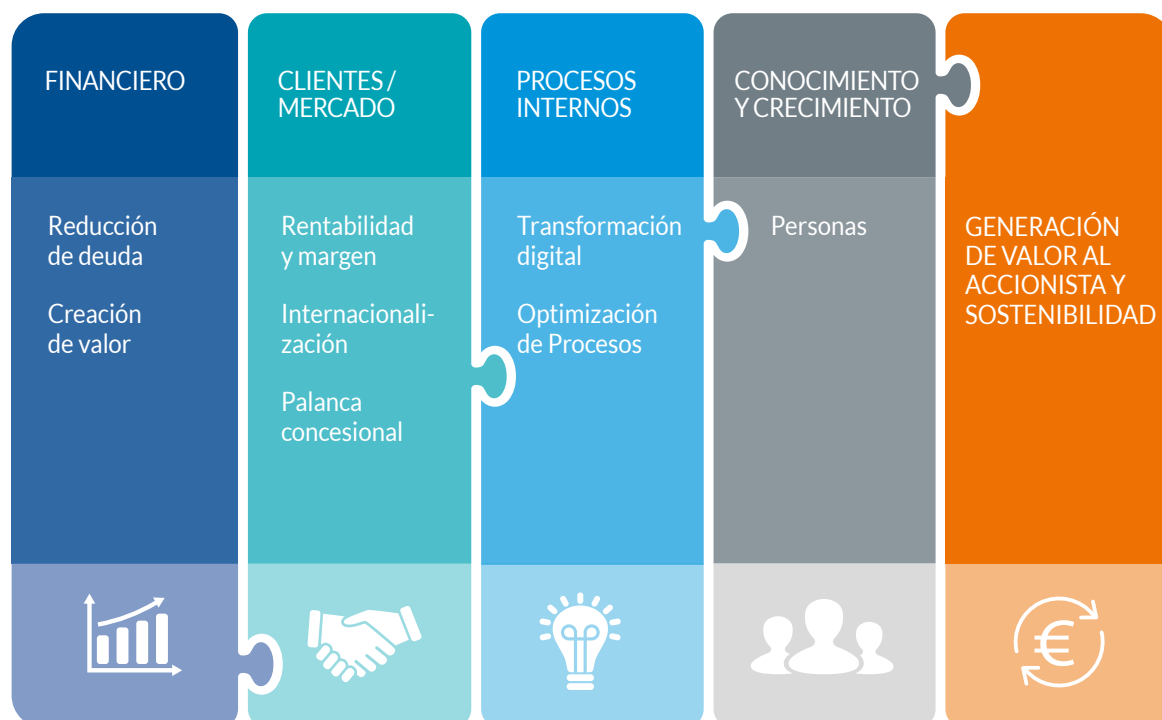 FINANCIERO
Reducción
de deuda
Creación
de valor
CLIENTES /
MERCADO
Rentabilidad
y margen
Internacionali-
zación
Palanca
concesional
PROCESOS
INTERNOS
Transformación
digital
Optimización
de Procesos
CONOCIMIENTO
Y CRECIMIENTO
Personas
GENERACIÓN
DE VALOR AL
ACCIONISTA Y
SOSTENIBILIDAD
€